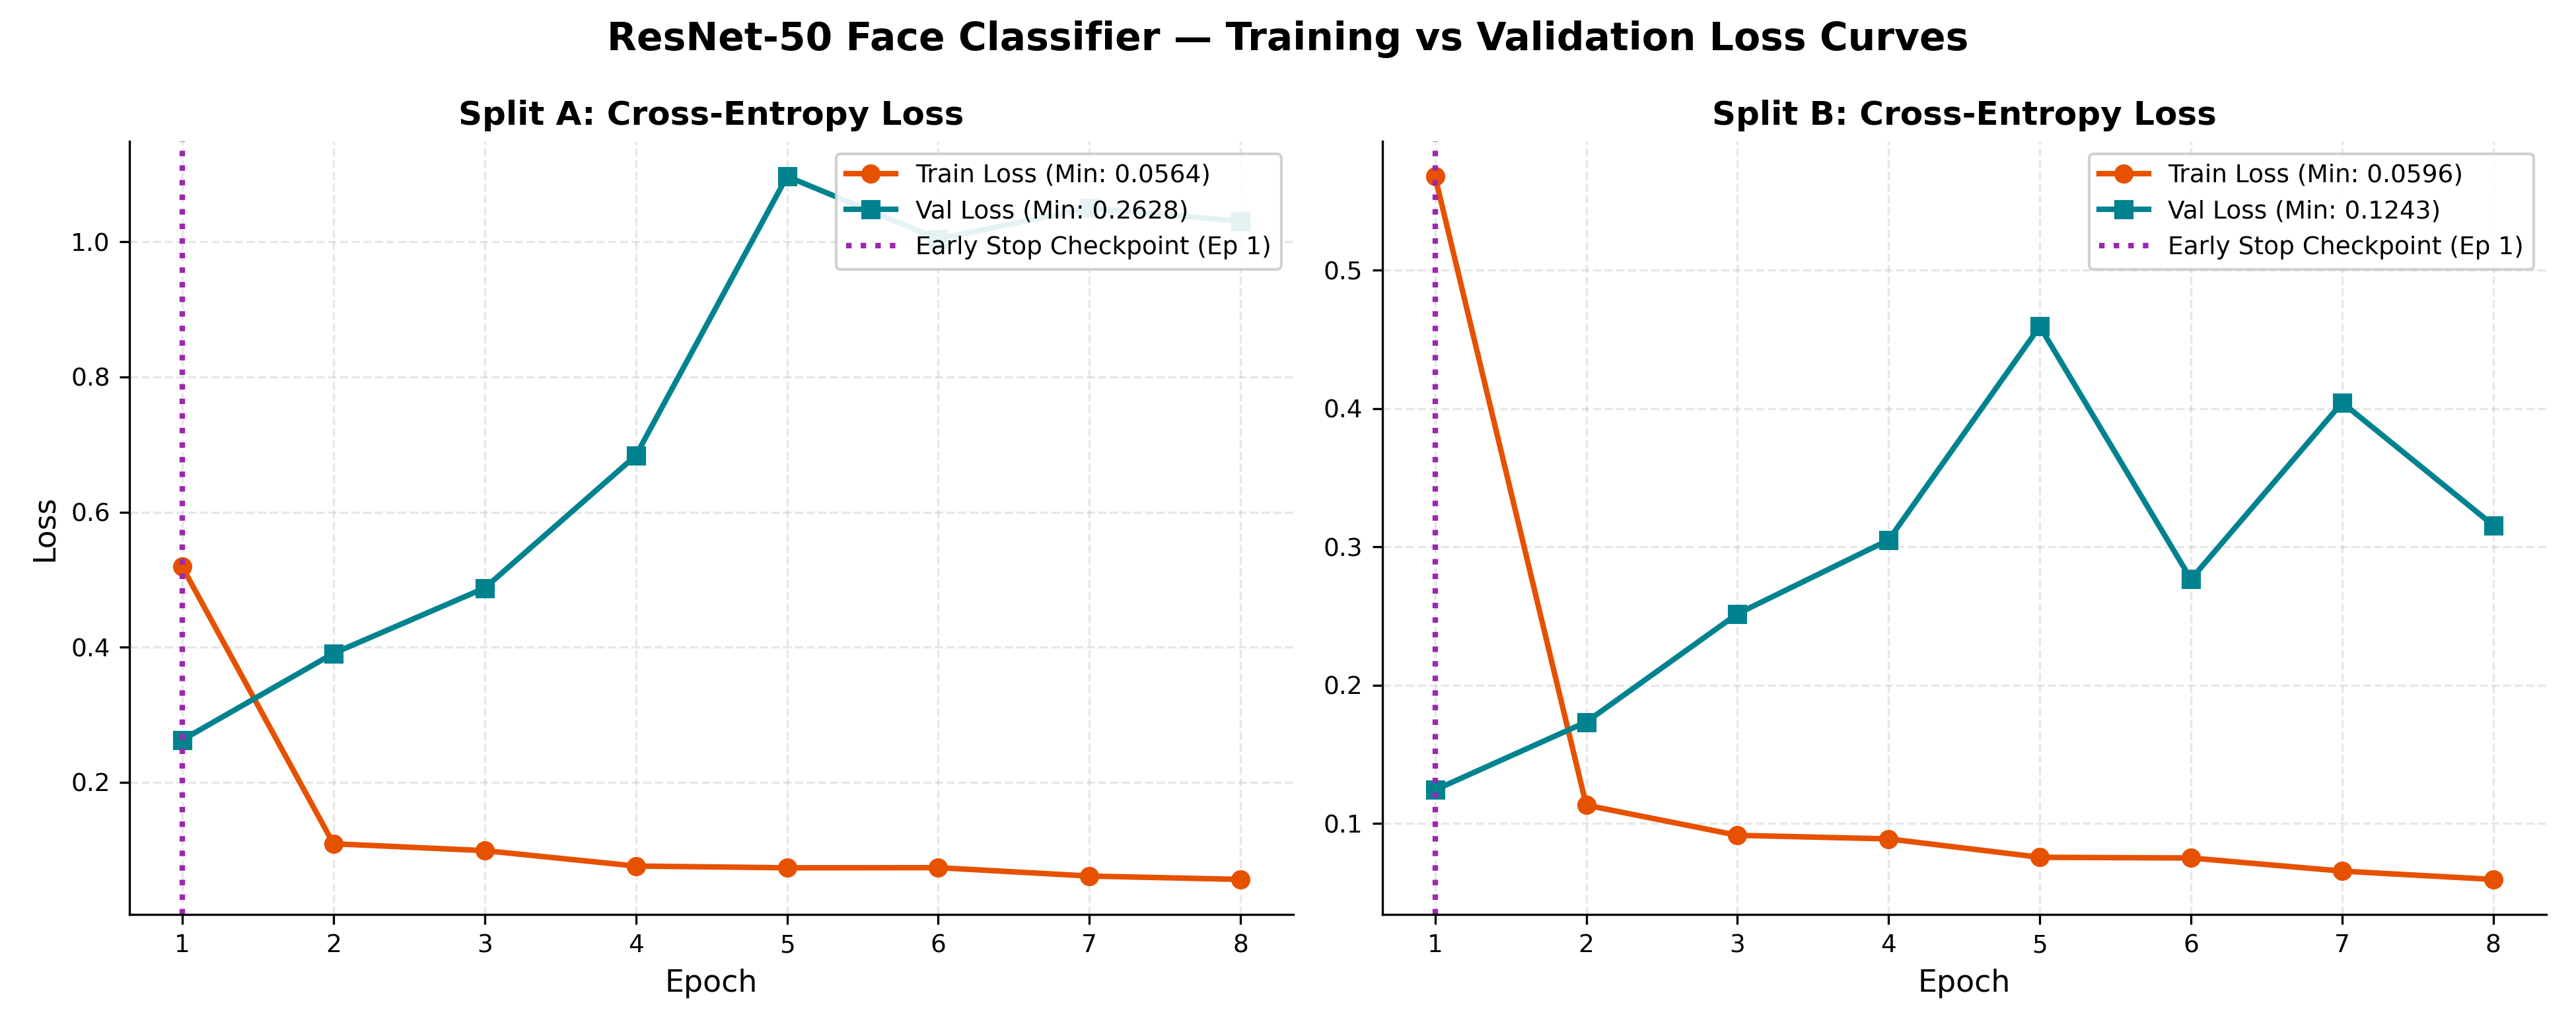 ResNet-50 Face Classifier — Training vs Validation Loss Curves
Split A: Cross-Entropy Loss
Train Loss (Min: 0.0564)
Val Loss (Min: 0.2628)
Early Stop Checkpoint (Ep 1)
1.0
0.8
0.6
0.4
0.2
Loss
1 2 3 4 5 6 7 8
Epoch
Split B: Cross-Entropy Loss
Train Loss (Min: 0.0596)
Val Loss (Min: 0.1243)
Early Stop Checkpoint (Ep 1)
0.5
0.4
0.3
0.2
0.1
1 2 3 4 5 6 7 8
Epoch